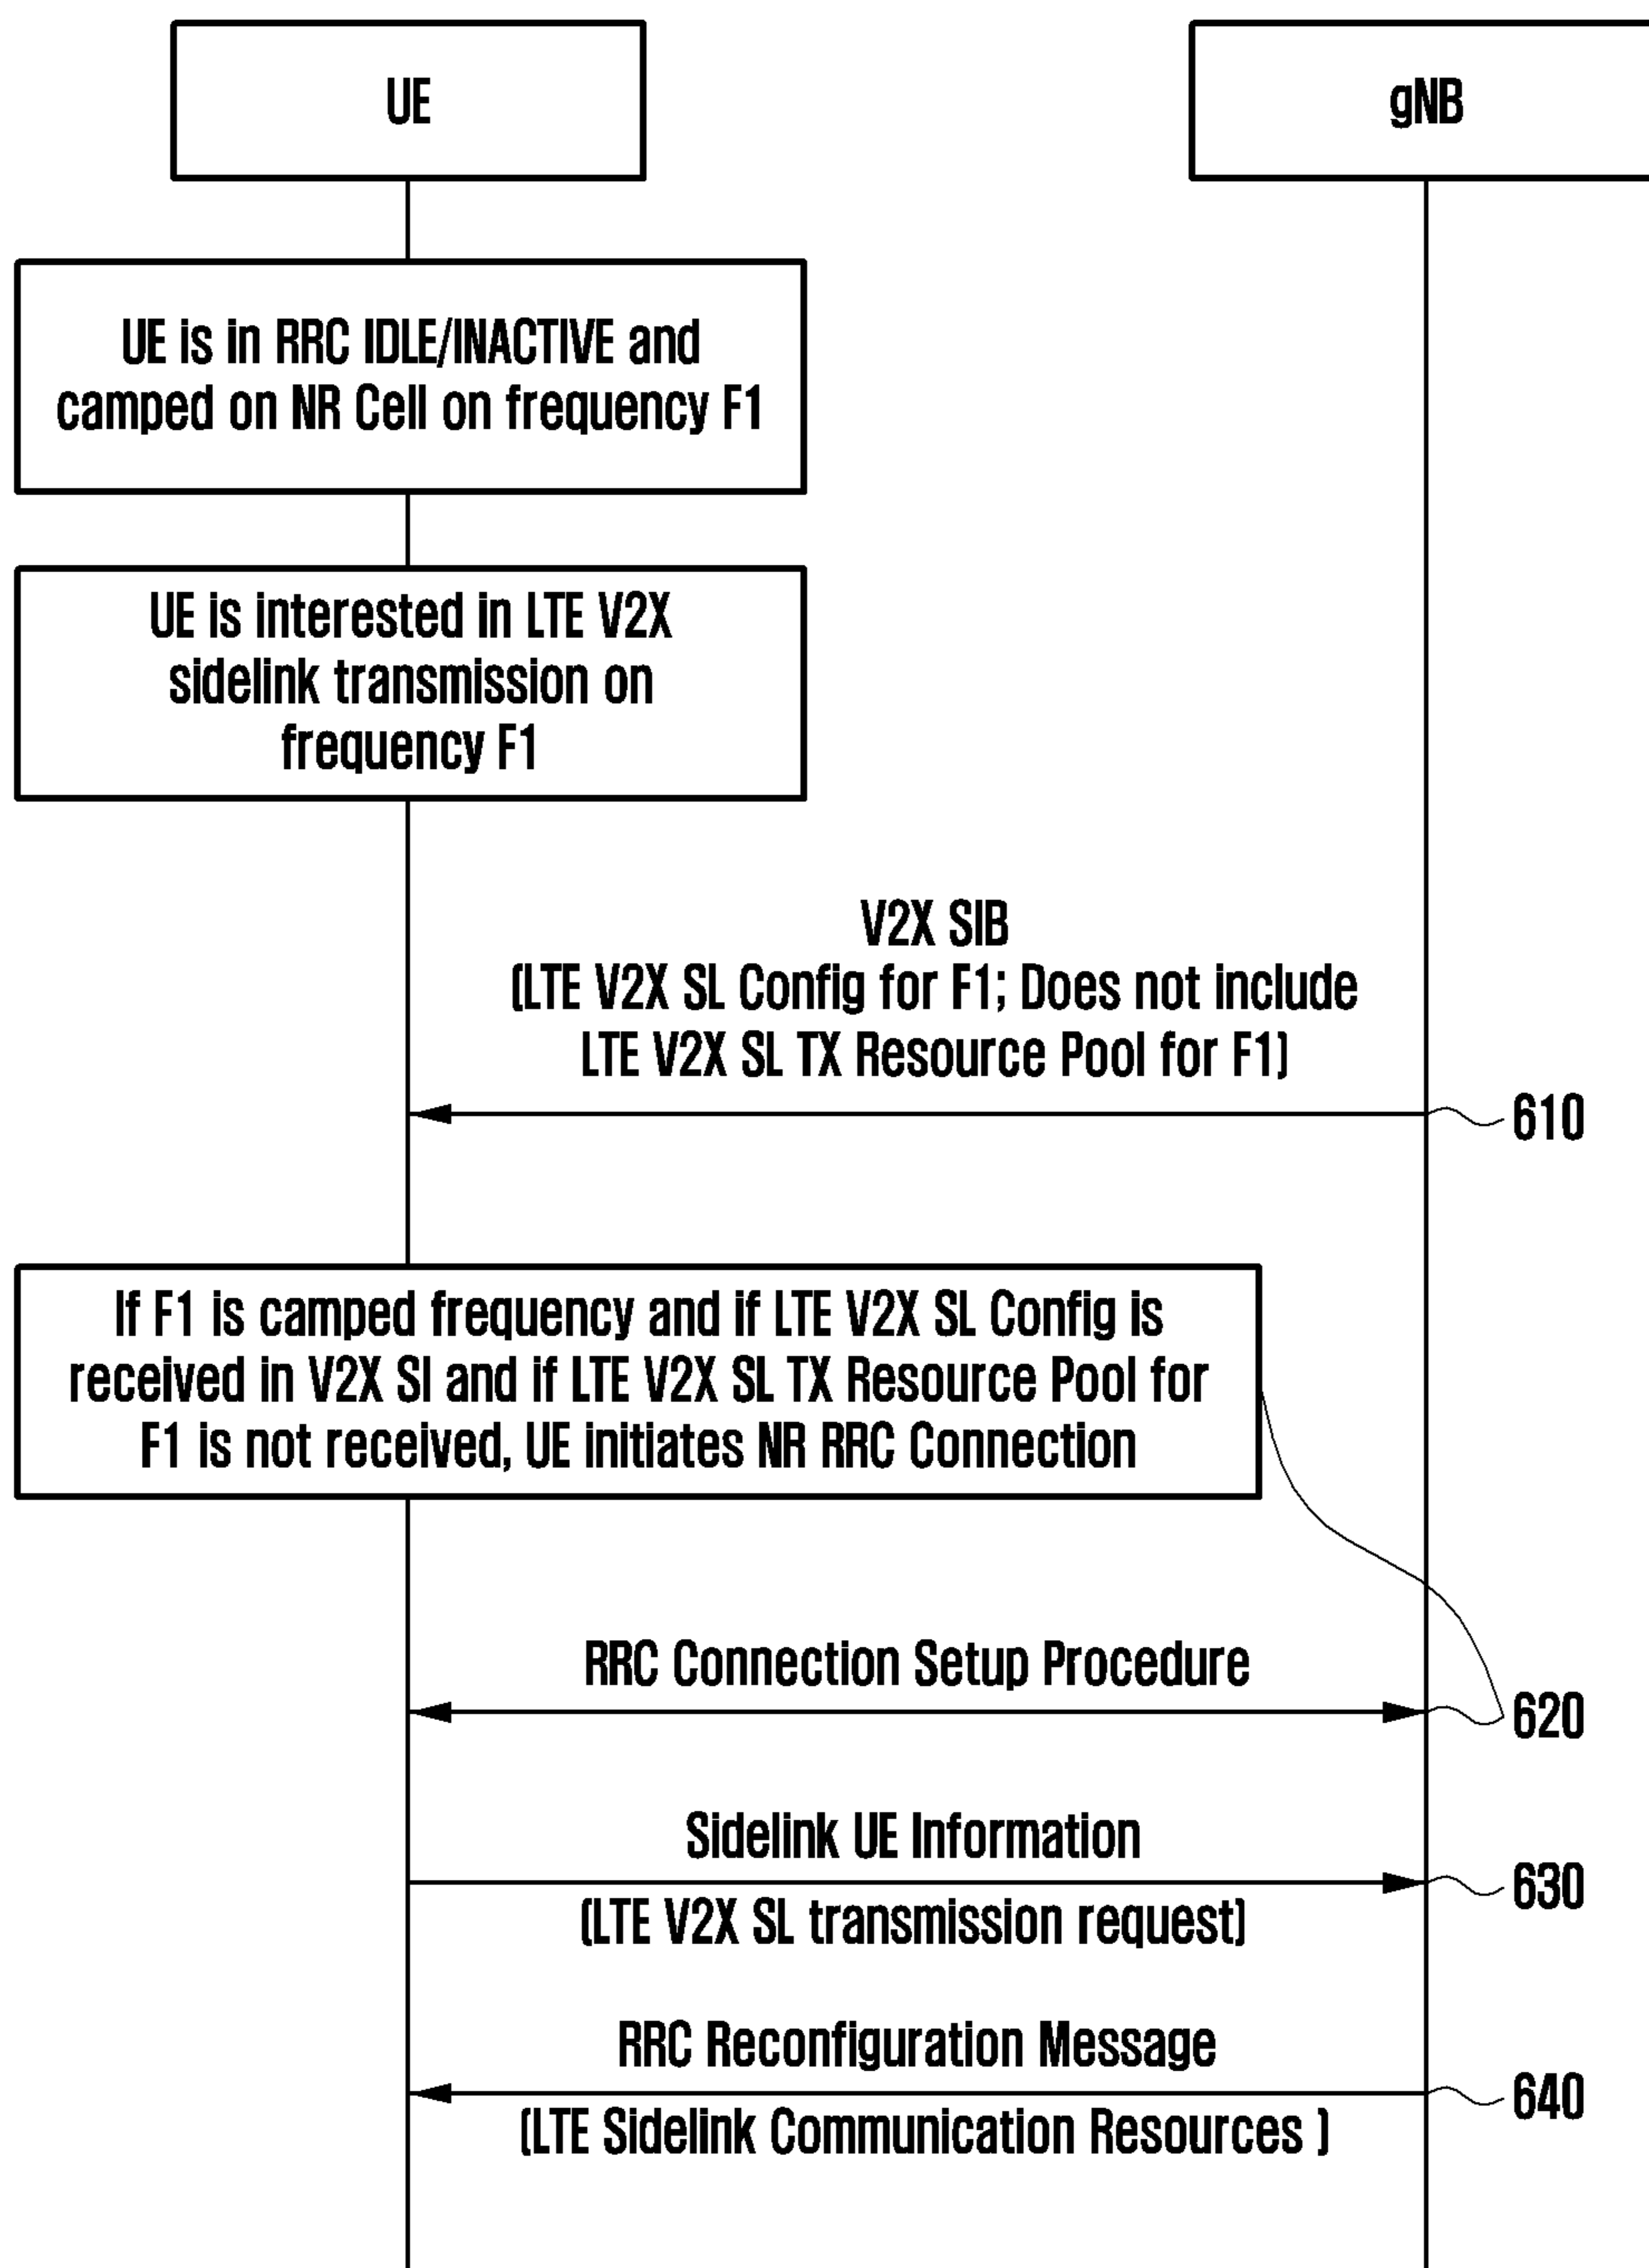 UE
gNB
UE is in RRC IDLE/INACTIVE and
camped on NR Cell on frequency F1
UE is interested in LTE V2X
sidelink transmission on
frequency F1
V2X SIB
(LTE V2X SL Config for F1; Does not include
LTE V2X SL TX Resource Pool for F1)
610
If F1 is camped frequency and if LTE V2X SL Config is
received in V2X SI and if LTE V2X SL TX Resource Pool for
F1 is not received, UE initiates NR RRC Connection
RRC Connection Setup Procedure
620
Sidelink UE Information
630
(LTE V2X SL transmission request)
RRC Reconfiguration Message
640
(LTE Sidelink Communication Resources )